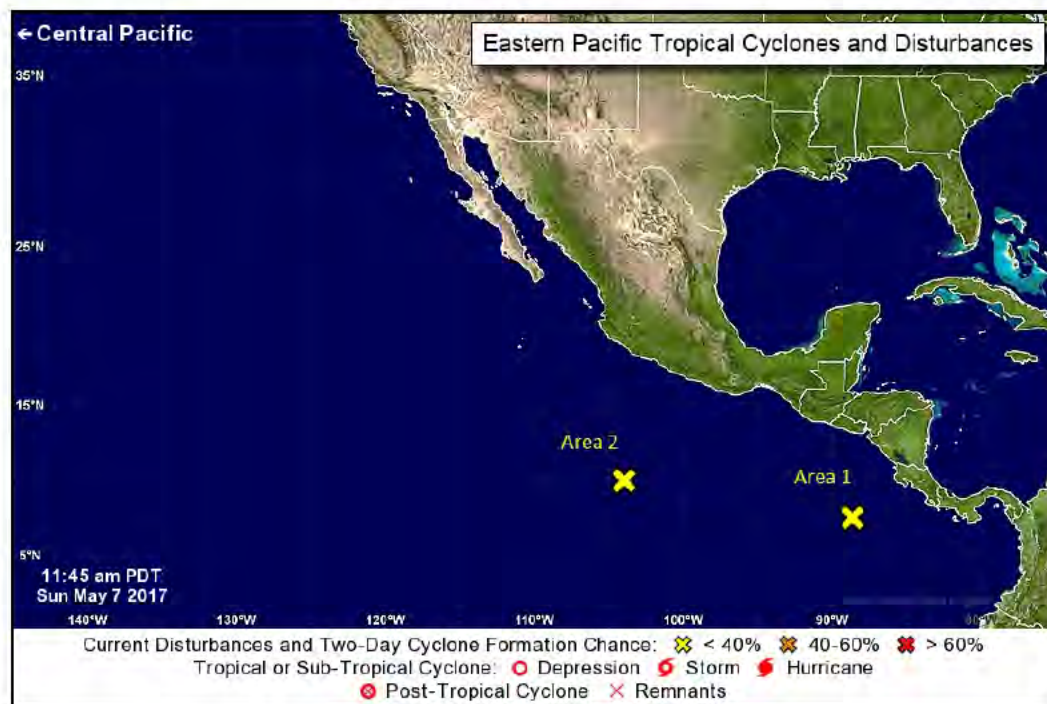 ← Central Pacific
Eastern Pacific Tropical Cyclones and Disturbances
35°N
25°N
15°N
Area 2
Area 1
5°N
11:45 am PDT
Sun May 7 2017
140°W 130°W 120°W 110°W 100°W 90°W 80°W
Current Disturbances and Two-Day Cyclone Formation Chance: < 40% 40-60% > 60%
Tropical or Sub-Tropical Cyclone: Depression Storm Hurricane
Post-Tropical Cyclone Remnants